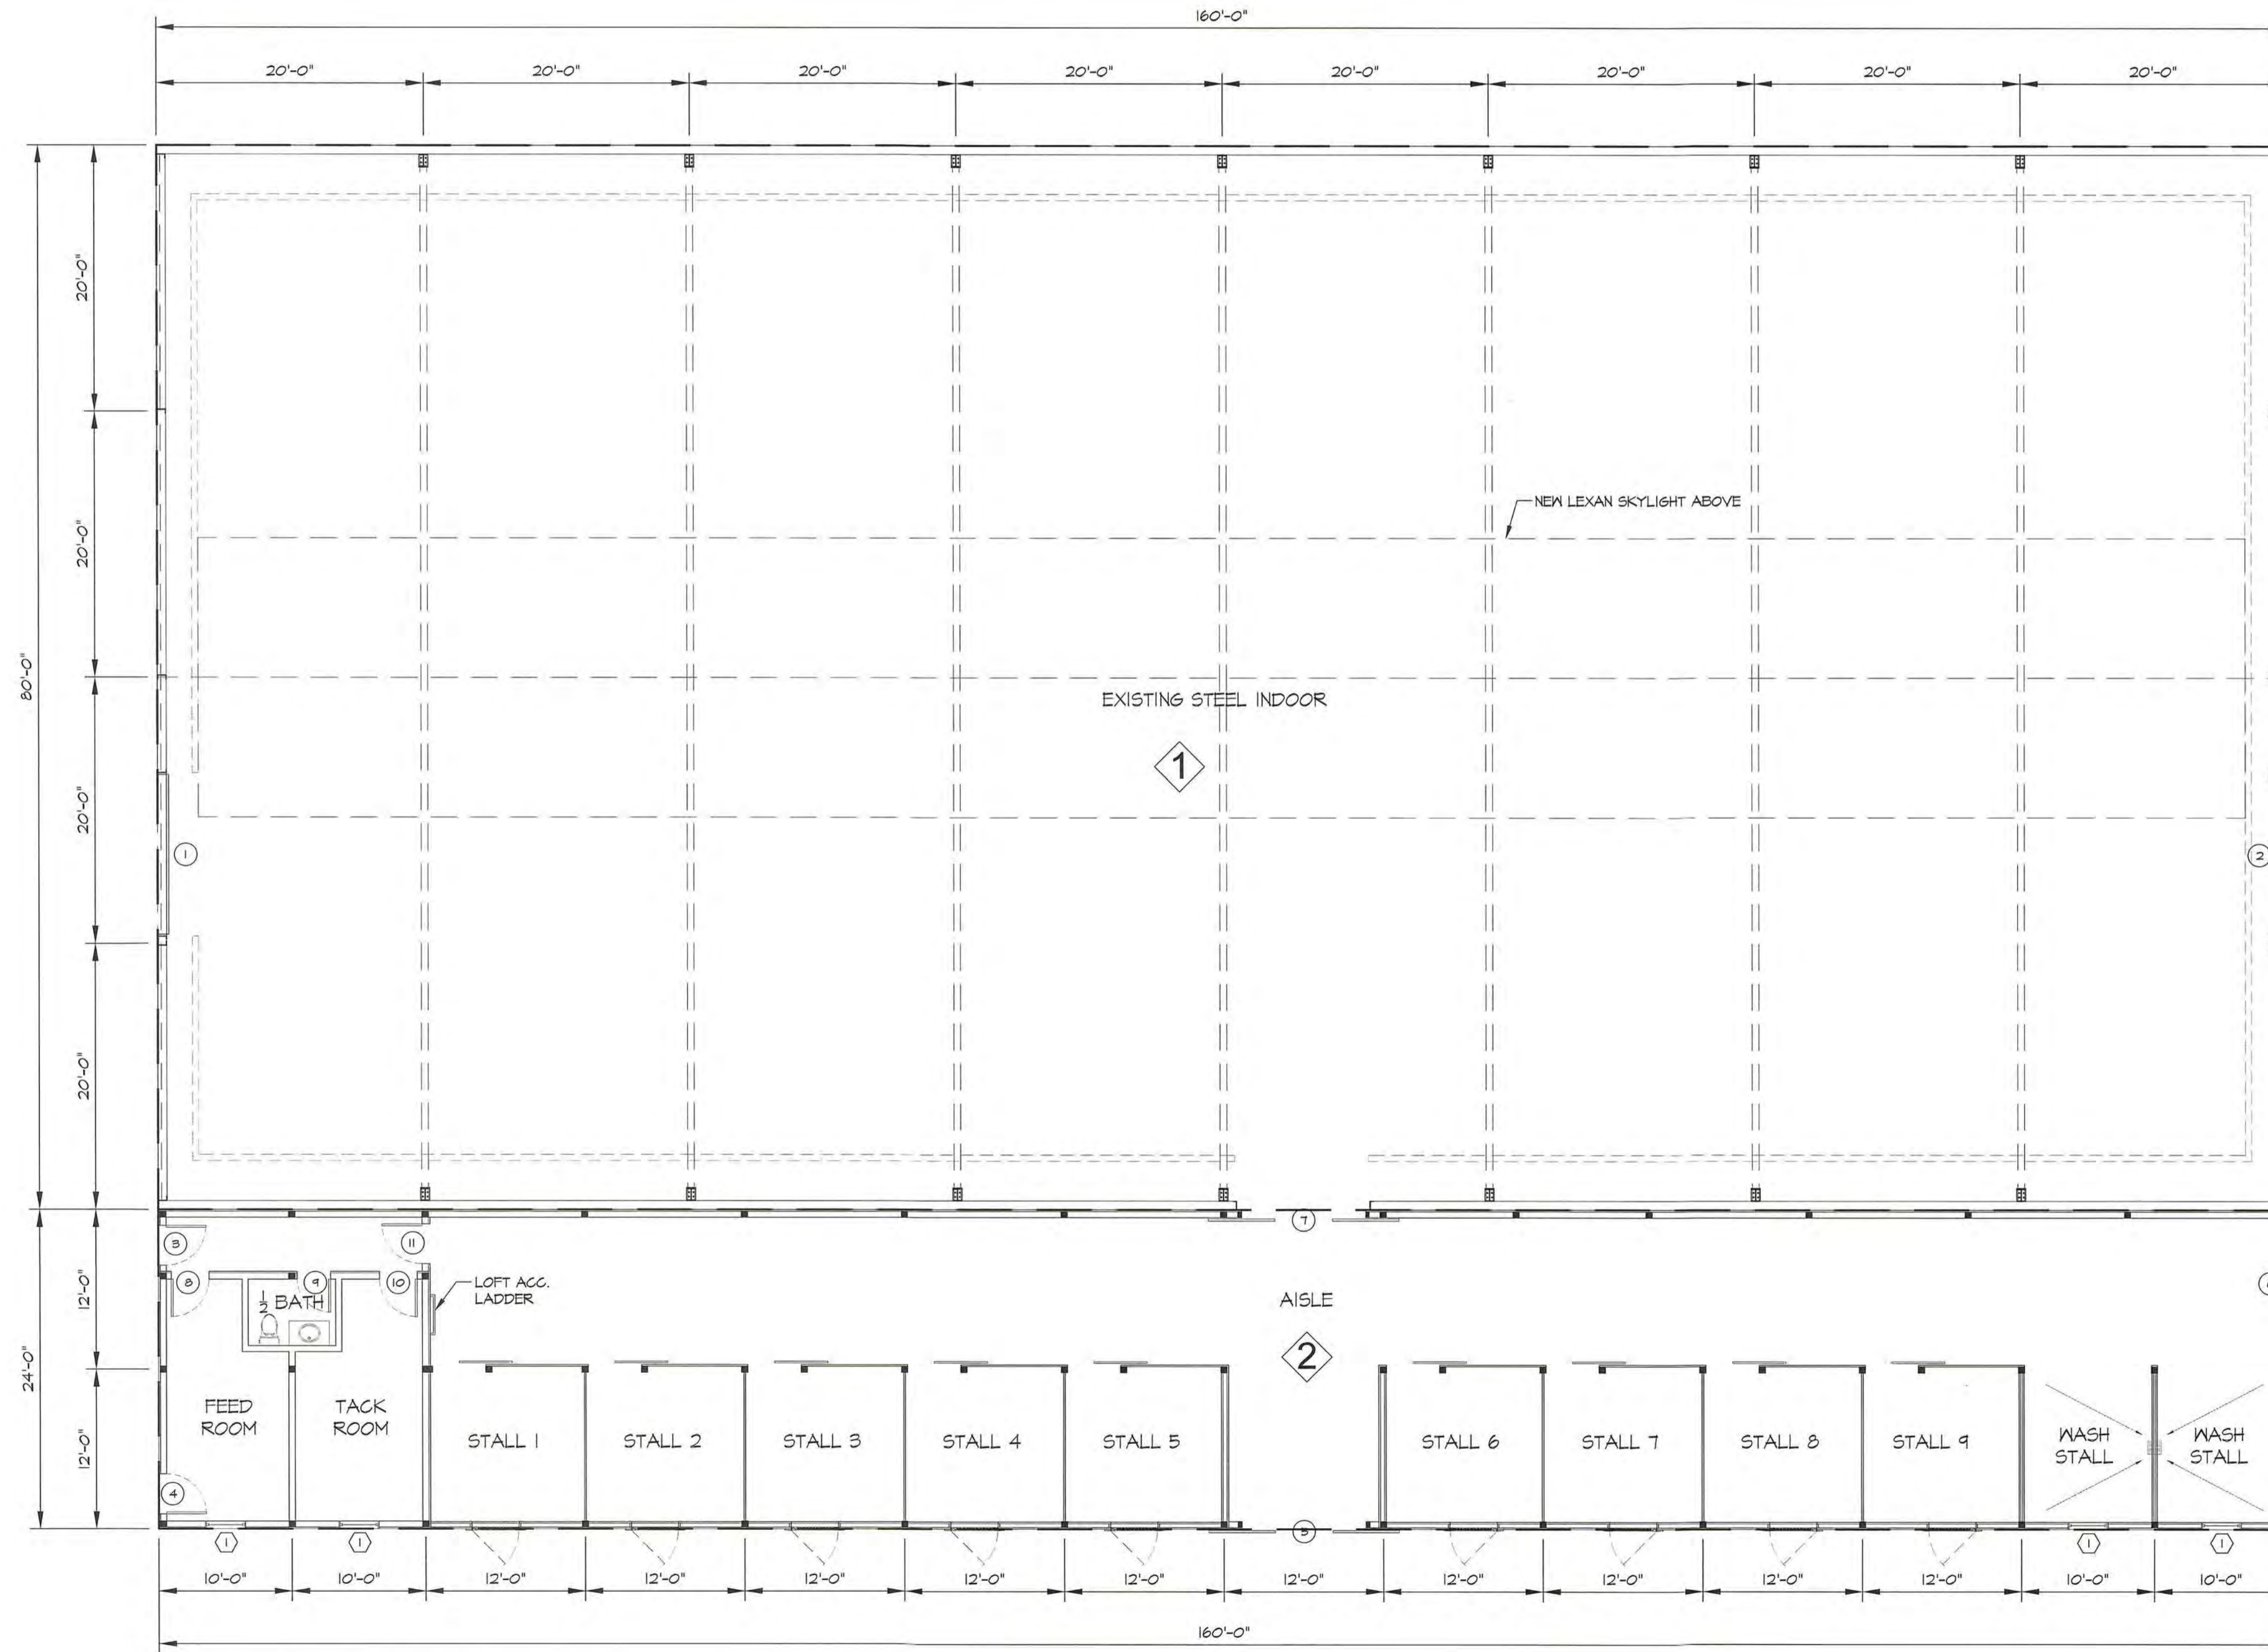 160'-0"
20'-0" 20'-0" 20'-0" 20'-0" 20'-0" 20'-0" 20'-0" 20'-0"
20'-0"
20'-0"
20'-0"
20'-0"
80'-0"
NEW LEXAN SKYLIGHT ABOVE
EXISTING STEEL INDOOR
1
1
2
7
3
11
8
9
10
1/2 BATH
LOFT ACC.
LADDER
AISLE
2
12'-0"
12'-0"
24'-0"
FEED
ROOM
TACK
ROOM
STALL 1
STALL 2
STALL 3
STALL 4
STALL 5
STALL 6
STALL 7
STALL 8
STALL 9
WASH
STALL
WASH
STALL
4
5
1
1
1
1
10'-0" 10'-0" 12'-0" 12'-0" 12'-0" 12'-0" 12'-0" 12'-0" 12'-0" 12'-0" 12'-0" 12'-0" 10'-0" 10'-0"
160'-0"